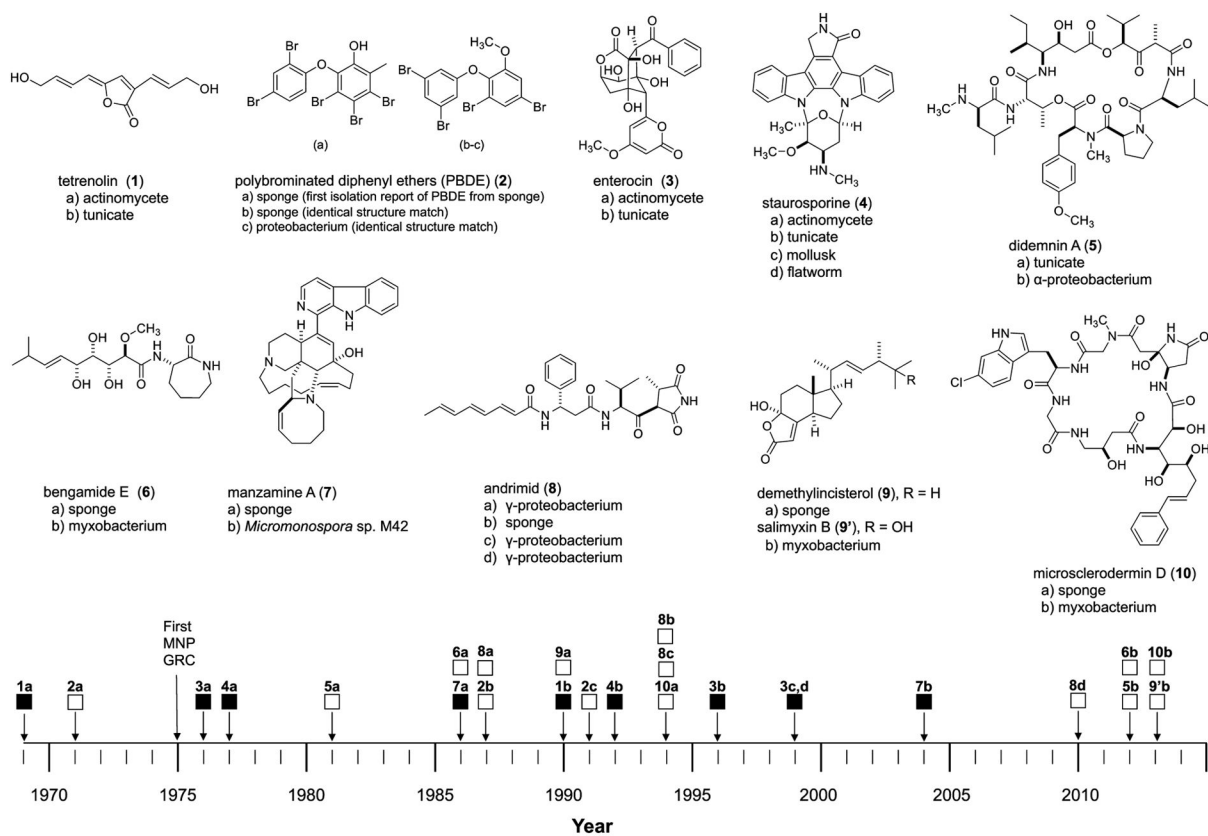 tetrenolin (1)
a) actinomycete
b) tunicate
(a)
(b-c)
polybrominated diphenyl ethers (PBDE) (2)
a) sponge (first isolation report of PBDE from sponge)
b) sponge (identical structure match)
c) proteobacterium (identical structure match)
enterocin (3)
a) actinomycete
b) tunicate
staurosporine (4)
a) actinomycete
b) tunicate
c) mollusk
d) flatworm
didemnin A (5)
a) tunicate
b) α-proteobacterium
bengamide E (6)
a) sponge
b) myxobacterium
manzamine A (7)
a) sponge
b) Micromonospora sp. M42
andrimid (8)
a) γ-proteobacterium
b) sponge
c) γ-proteobacterium
d) γ-proteobacterium
demethylincisterol (9), R = H
a) sponge
salimyxin B (9'), R = OH
b) myxobacterium
microsclerodermin D (10)
a) sponge
b) myxobacterium
First
MNP
GRC
8b
6a 8a 9a 8c 6b 10b
1a 2a 3a 4a 5a 7a 2b 1b 2c 4b 10a 3b 3c,d 7b 8d 5b 9'b
1970 1975 1980 1985 1990 1995 2000 2005 2010
Year